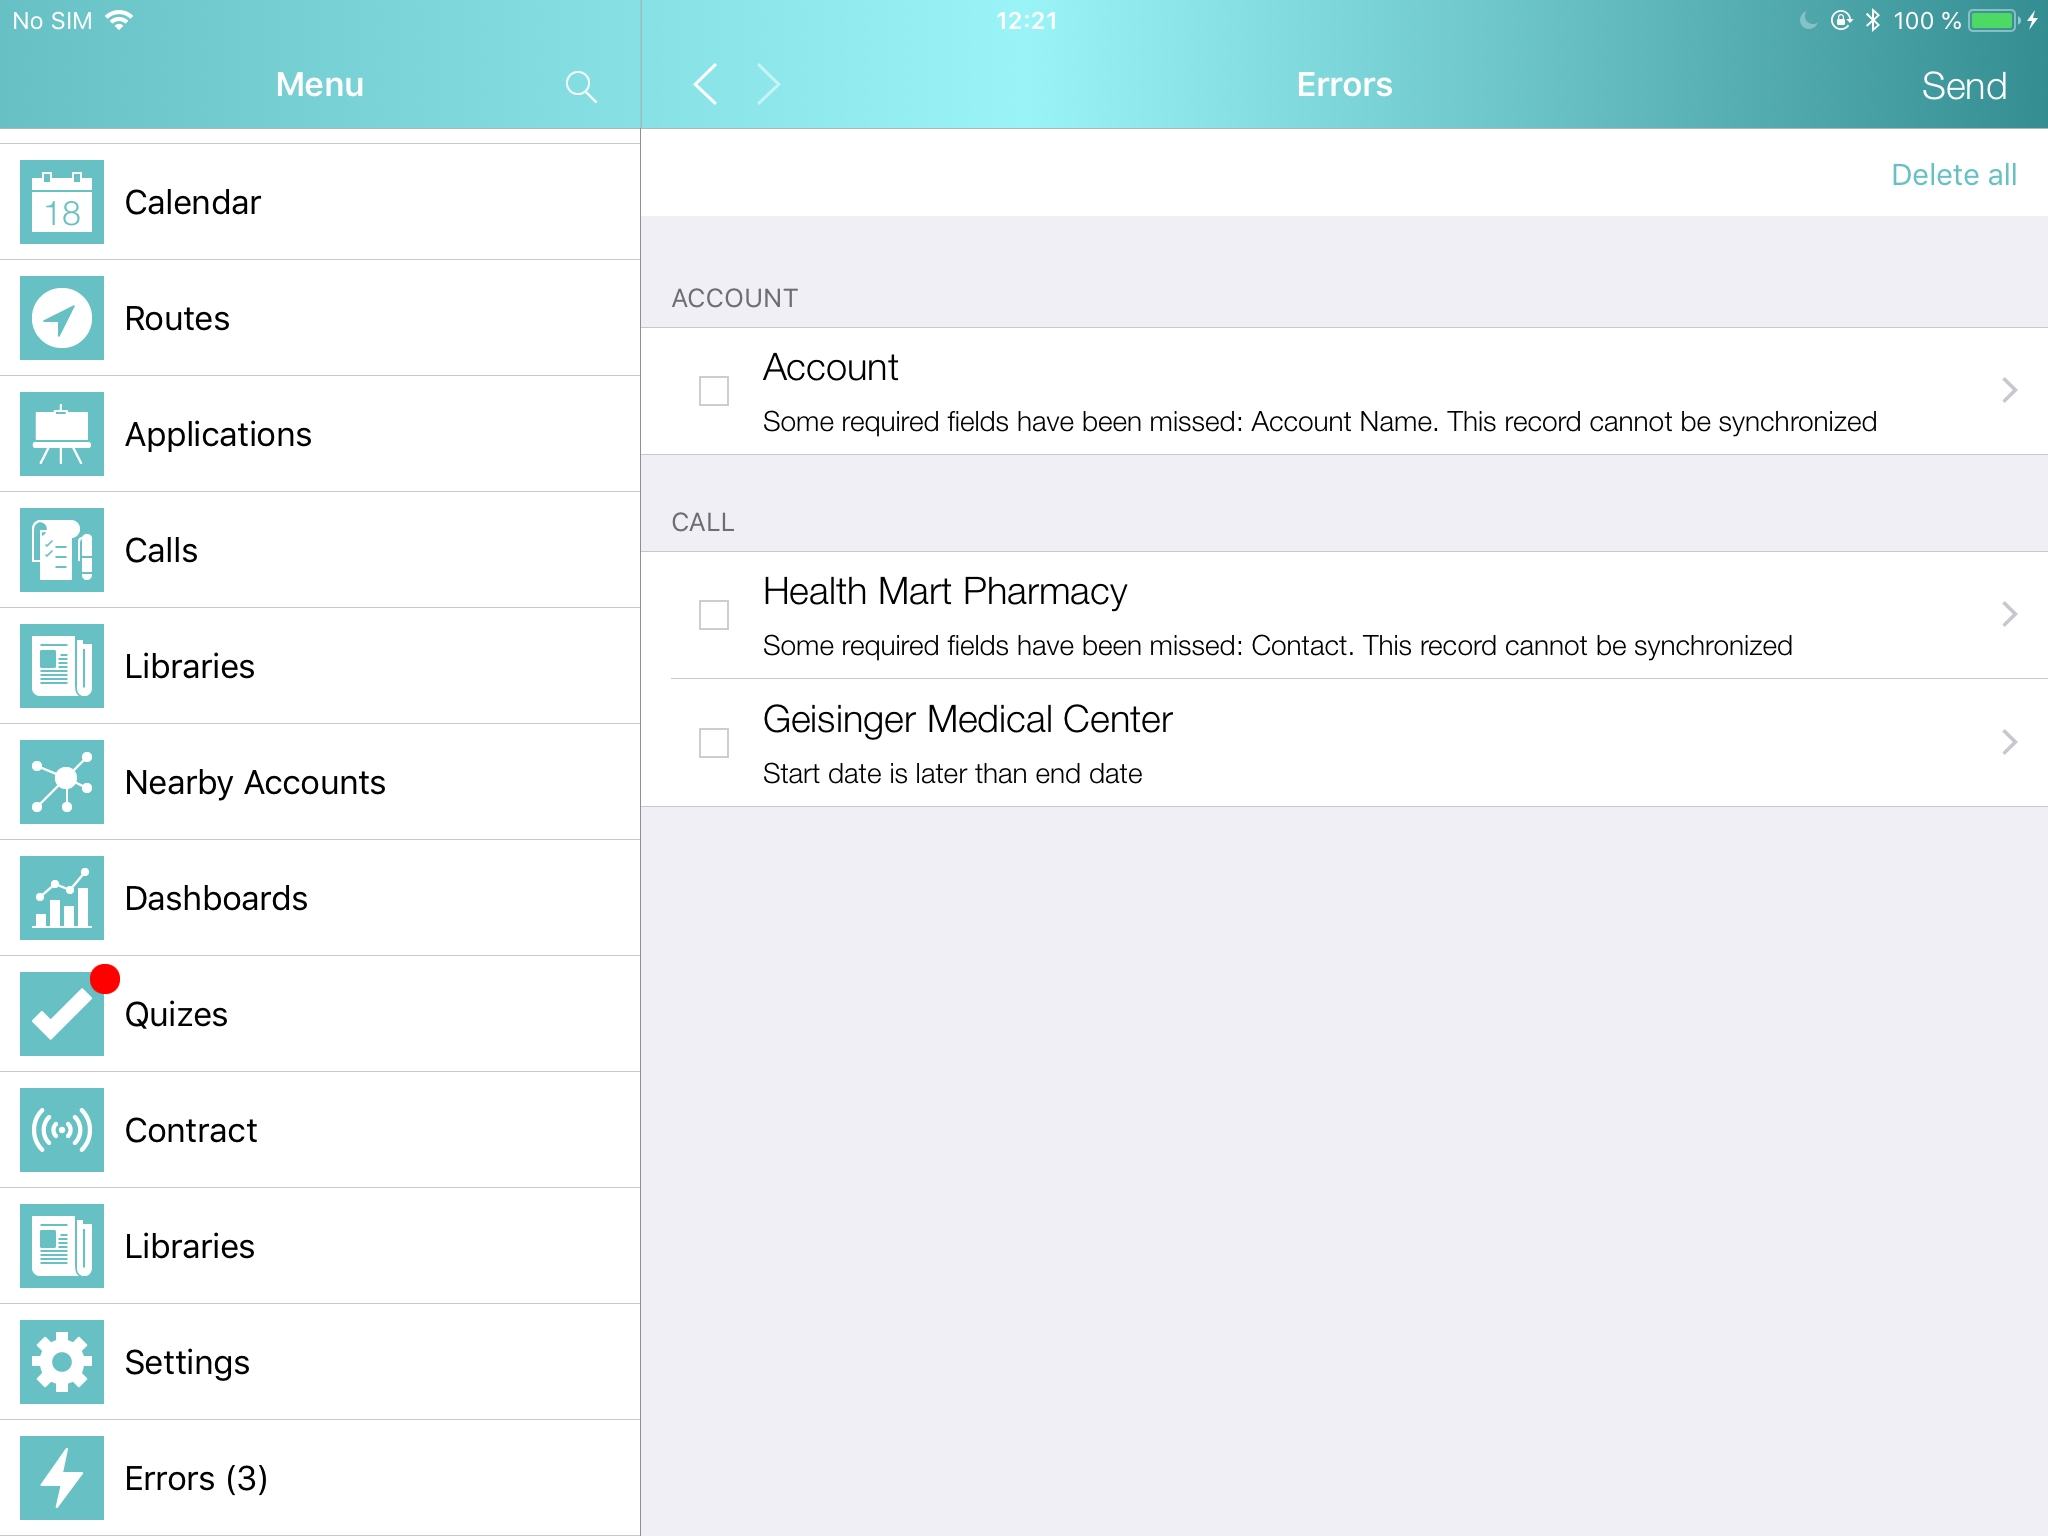 No SIM
12:21
100 %
Menu
Errors
Send
Delete all
18
Calendar
Routes
Applications
Calls
Libraries
Nearby Accounts
Dashboards
Quizes
Contract
Libraries
Settings
Errors (3)
ACCOUNT
Account
Some required fields have been missed: Account Name. This record cannot be synchronized
CALL
Health Mart Pharmacy
Some required fields have been missed: Contact. This record cannot be synchronized
Geisinger Medical Center
Start date is later than end date